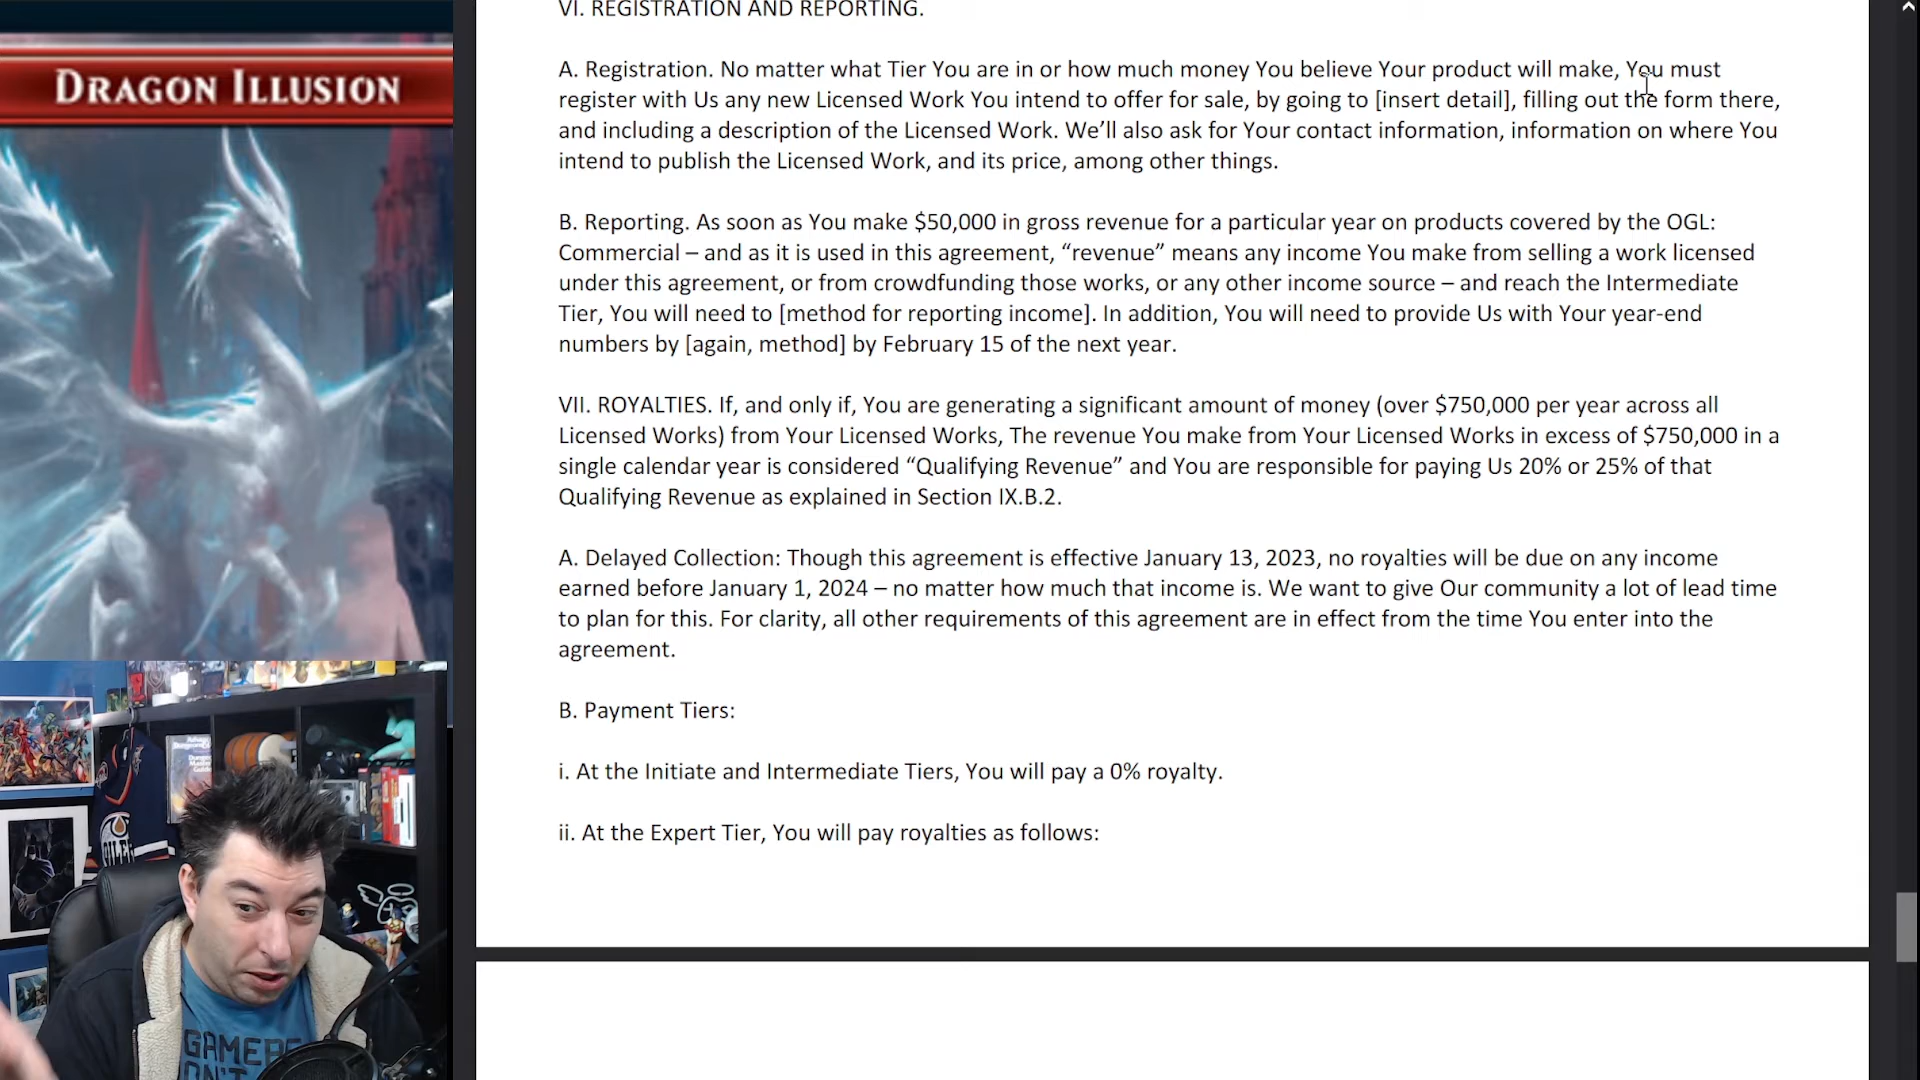 DRAGON ILLUSION
VI. REGISTRATION AND REPORTING.
A. Registration. No matter what Tier You are in or how much money You believe Your product will make, You must
register with Us any new Licensed Work You intend to offer for sale, by going to [insert detail], filling out the form there,
and including a description of the Licensed Work. We’ll also ask for Your contact information, information on where You
intend to publish the Licensed Work, and its price, among other things.
B. Reporting. As soon as You make $50,000 in gross revenue for a particular year on products covered by the OGL:
Commercial – and as it is used in this agreement, “revenue” means any income You make from selling a work licensed
under this agreement, or from crowdfunding those works, or any other income source – and reach the Intermediate
Tier, You will need to [method for reporting income]. In addition, You will need to provide Us with Your year-end
numbers by [again, method] by February 15 of the next year.
VII. ROYALTIES. If, and only if, You are generating a significant amount of money (over $750,000 per year across all
Licensed Works) from Your Licensed Works, The revenue You make from Your Licensed Works in excess of $750,000 in a
single calendar year is considered “Qualifying Revenue” and You are responsible for paying Us 20% or 25% of that
Qualifying Revenue as explained in Section IX.B.2.
A. Delayed Collection: Though this agreement is effective January 13, 2023, no royalties will be due on any income
earned before January 1, 2024 – no matter how much that income is. We want to give Our community a lot of lead time
to plan for this. For clarity, all other requirements of this agreement are in effect from the time You enter into the
agreement.
B. Payment Tiers:
i. At the Initiate and Intermediate Tiers, You will pay a 0% royalty.
ii. At the Expert Tier, You will pay royalties as follows:
OILERS
GAMERS
DON'T